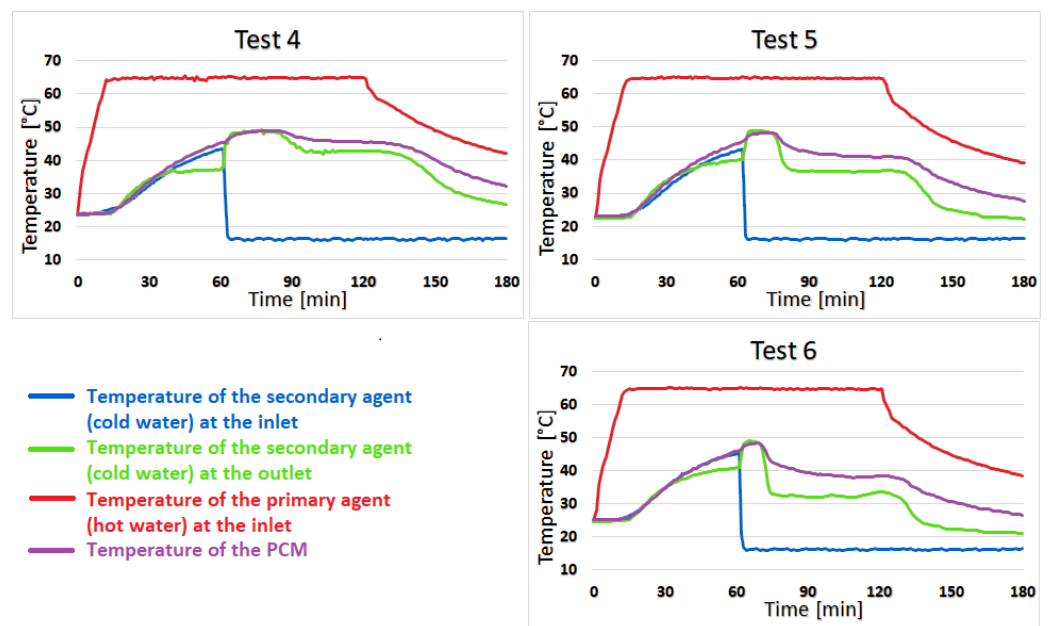 Test 4
Temperature [°C]
70
60
50
40
30
20
10
0 30 60 90 120 150 180
Time [min]
Test 5
Temperature [°C]
70
60
50
40
30
20
10
0 30 60 90 120 150 180
Time [min]
Temperature of the secondary agent
(cold water) at the inlet
Temperature of the secondary agent
(cold water) at the outlet
Temperature of the primary agent
(hot water) at the inlet
Temperature of the PCM
Test 6
Temperature [°C]
70
60
50
40
30
20
10
0 30 60 90 120 150 180
Time [min]